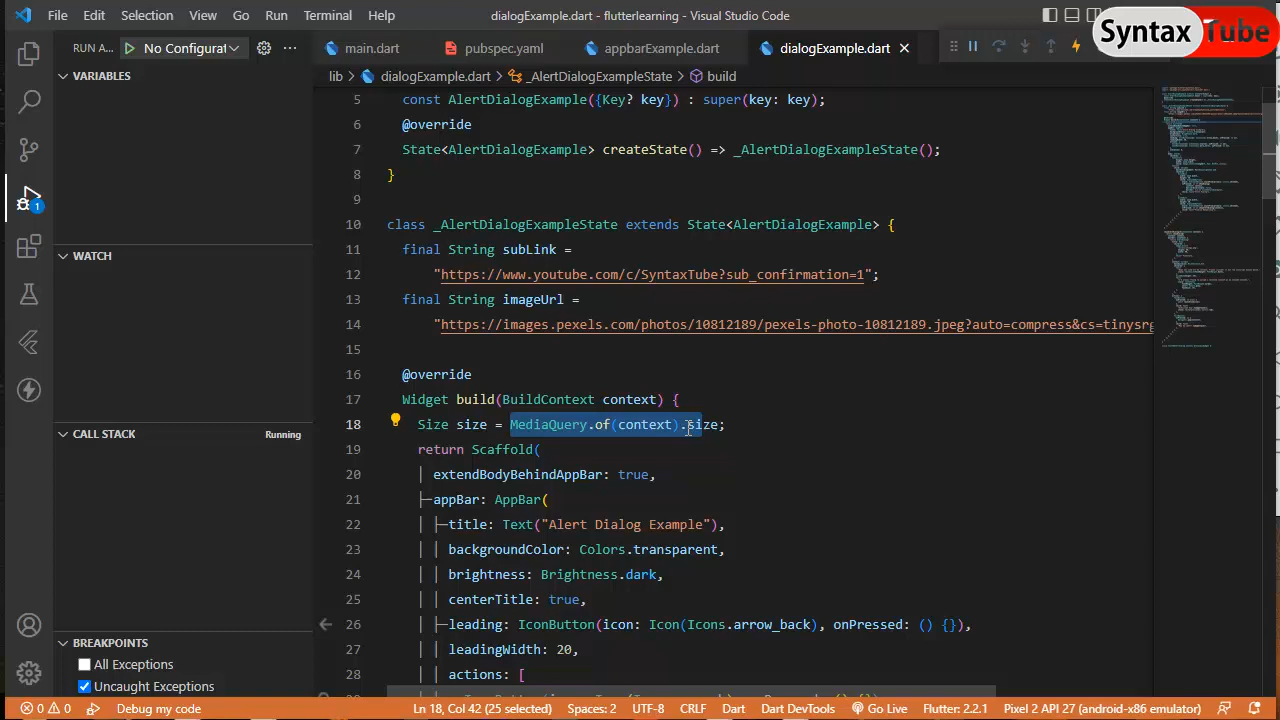 File Edit Selection View Go Run Terminal Help
dialogExample.dart - flutterlearning - Visual Studio Code
Syntax Tube
RUN A... No Configurat
main.dart
appbarExample.dart
dialogExample.dart
VARIABLES
lib > dialogExample.dart > _AlertDialogExampleState > build
5 const AlertDialogExample({Key? key}) : super(key: key);
6 @override
7 State<AlertDialogExample> createState() => _AlertDialogExampleState();
8 }
9
10 class _AlertDialogExampleState extends State<AlertDialogExample> {
11 final String subLink =
12 "https://www.youtube.com/c/SyntaxTube?sub_confirmation=1";
13 final String imageUrl =
14 "https://images.pexels.com/photos/10812189/pexels-photo-10812189.jpeg?auto=compress&cs=tinysrg
15
16 @override
17 Widget build(BuildContext context) {
18 Size size = MediaQuery.of(context).size;
19 return Scaffold(
20 extendBodyBehindAppBar: true,
21 appBar: AppBar(
22 title: Text("Alert Dialog Example"),
23 backgroundColor: Colors.transparent,
24 brightness: Brightness.dark,
25 centerTitle: true,
26 leading: IconButton(icon: Icon(Icons.arrow_back), onPressed: () {}),
27 leadingWidth: 20,
28 actions: [
WATCH
CALL STACK Running
BREAKPOINTS
All Exceptions
Uncaught Exceptions
1
0 0 Debug my code Ln 18, Col 42 (25 selected) Spaces: 2 UTF-8 CRLF Dart Dart DevTools Go Live Flutter: 2.2.1 Pixel 2 API 27 (android-x86 emulator)